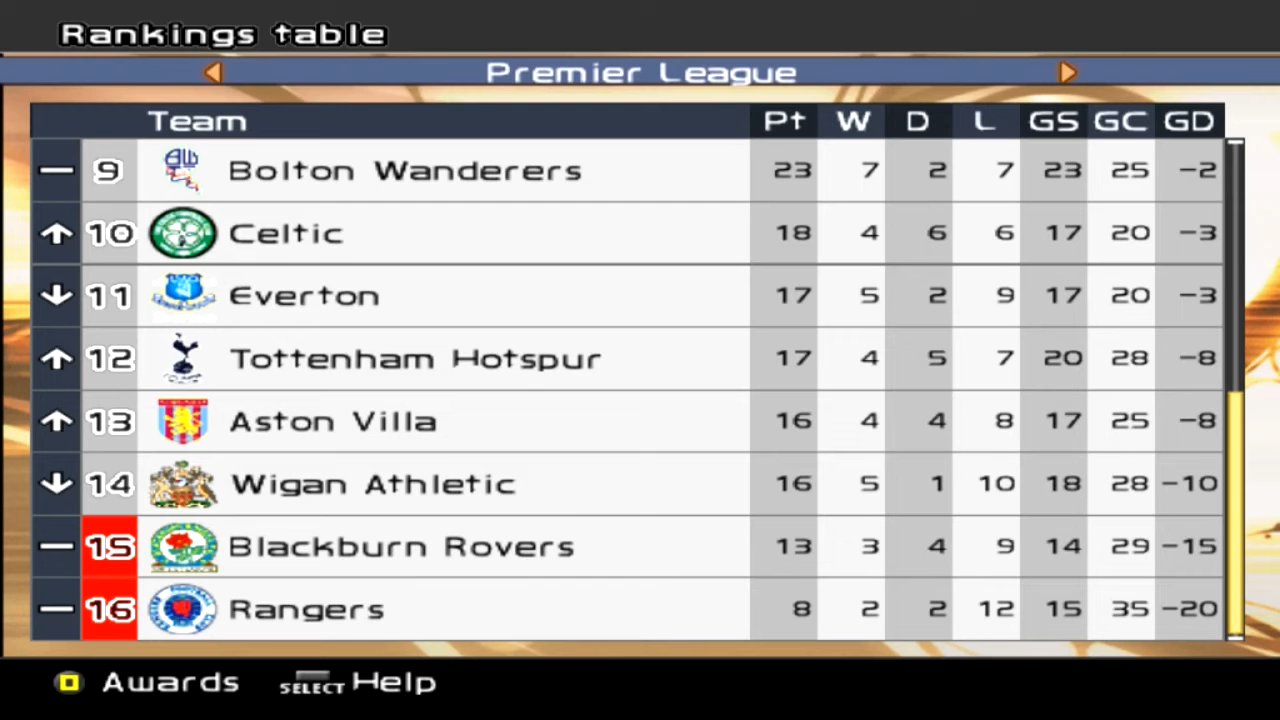 Rankings table
Premier League
Team Pt W D L GS GC GD
9 Bolton Wanderers 23 7 2 7 23 25 -2
10 Celtic 18 4 6 6 17 20 -3
11 Everton 17 5 2 9 17 20 -3
12 Tottenham Hotspur 17 4 5 7 20 28 -8
13 Aston Villa 16 4 4 8 17 25 -8
14 Wigan Athletic 16 5 1 10 18 28 -10
15 Blackburn Rovers 13 3 4 9 14 29 -15
16 Rangers 8 2 2 12 15 35 -20
Awards SELECT Help